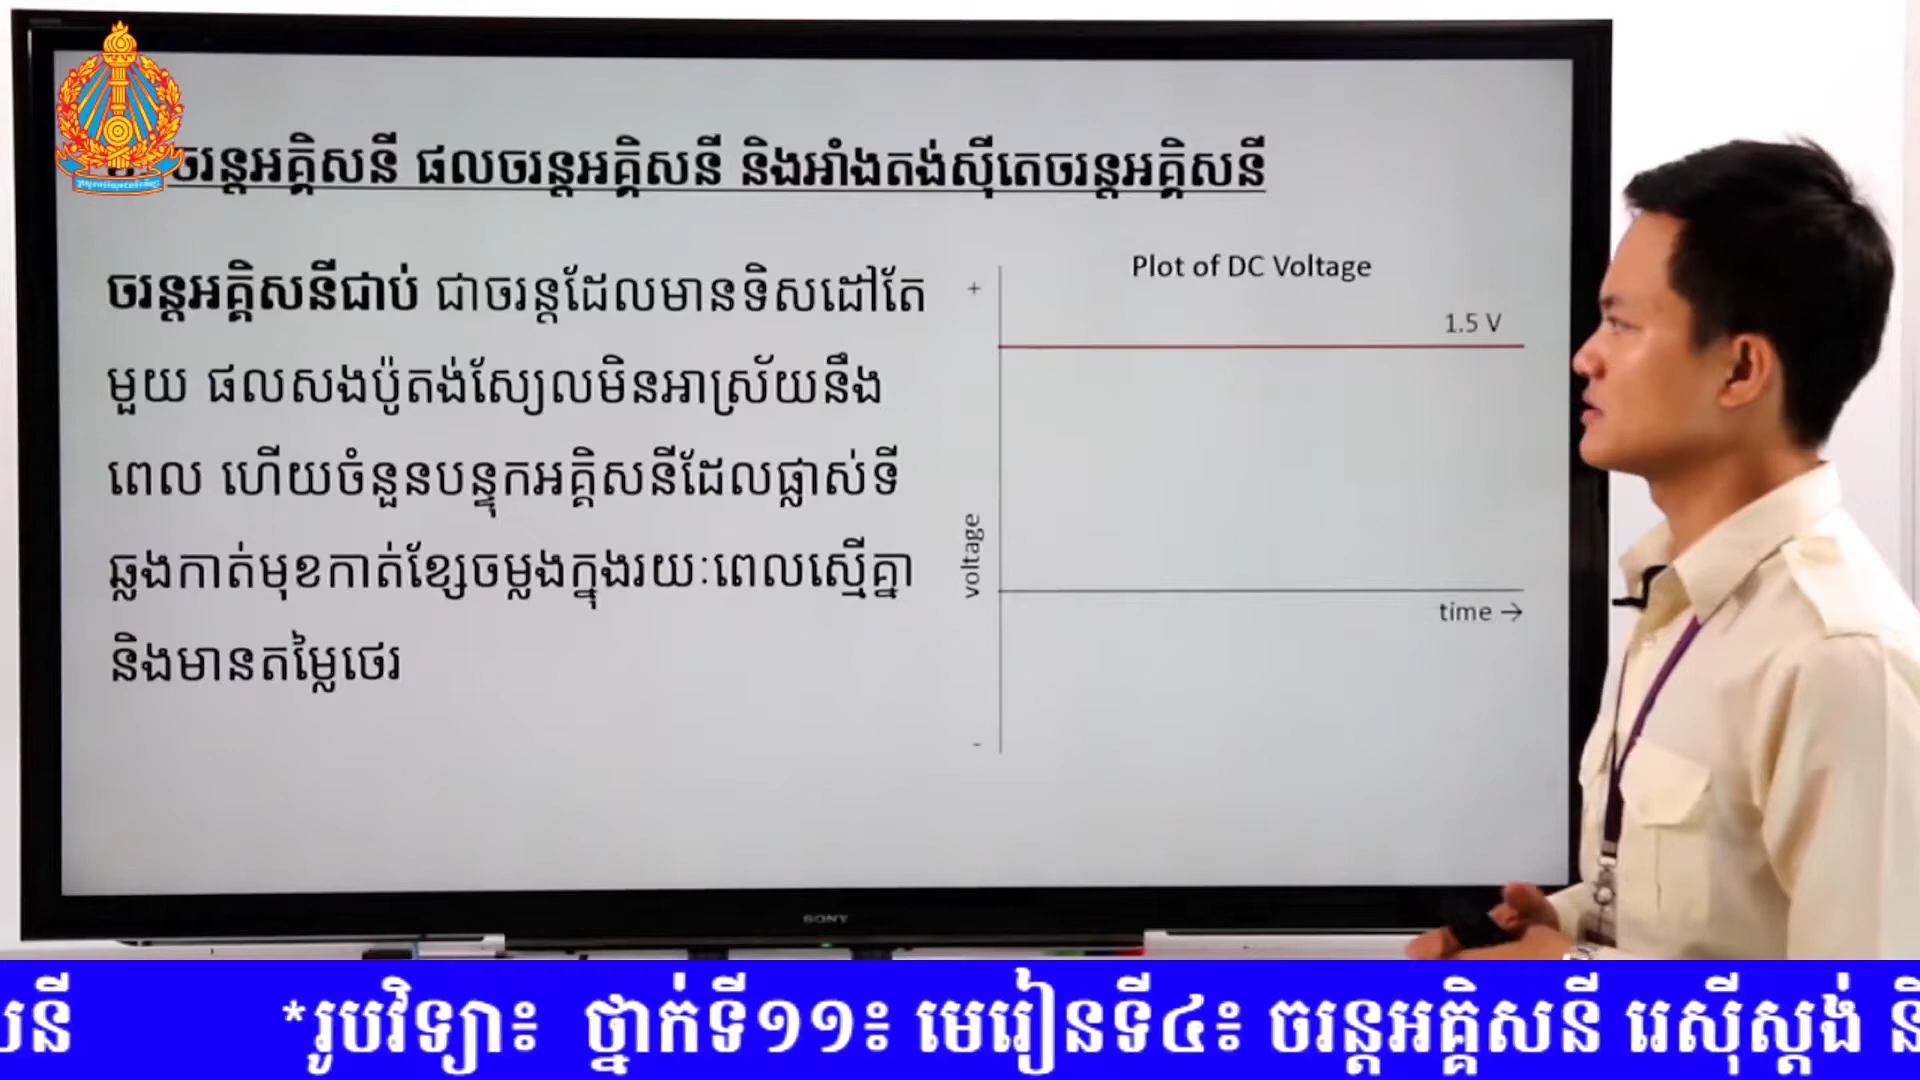 ចរន្តអគ្គិសនី ផលចរន្តអគ្គិសនី និងអាំងតង់ស៊ីតេចរន្តអគ្គិសនី
ចរន្តអគ្គិសនីជាប់ ជាចរន្តដែលមានទិសដៅតែ
មួយ ផលសងប៉ូតង់ស្យែលមិនអាស្រ័យនឹង
ពេល ហើយចំនួនបន្ទុកអគ្គិសនីដែលផ្លាស់ទី
ឆ្លងកាត់មុខកាត់ខ្សែចម្លងក្នុងរយៈពេលស្មើគ្នា
និងមានតម្លៃថេរ
Plot of DC Voltage
+
1.5 V
voltage
time →
-
SONY
*រូបវិទ្យា៖ ថ្នាក់ទី១១៖ មេរៀនទី៤៖ ចរន្តអគ្គិសនី រេស៊ីស្តង់